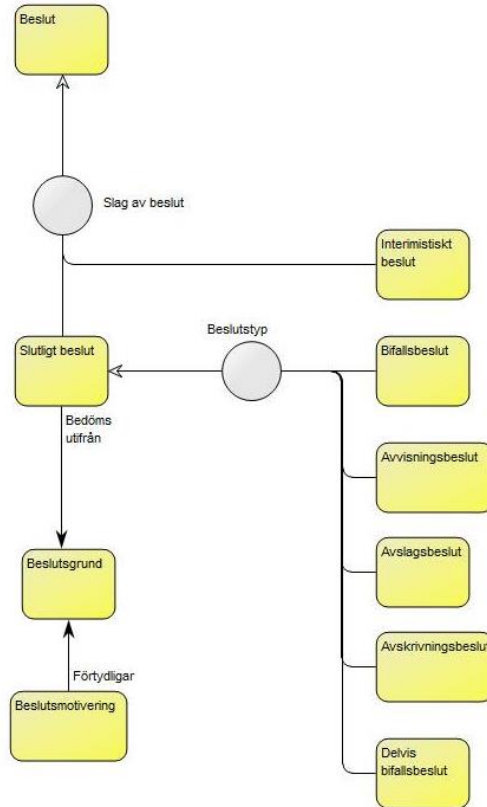 Beslut
Slag av beslut
Interimistiskt
beslut
Beslutstyp
Slutligt beslut
Bifallsbeslut
Bedöms
utifrån
Avvisningsbeslut
Avslagsbeslut
Beslutsgrund
Avskrivningsbeslut
Förtydligar
Beslutsmotivering
Delvis
bifallsbeslut